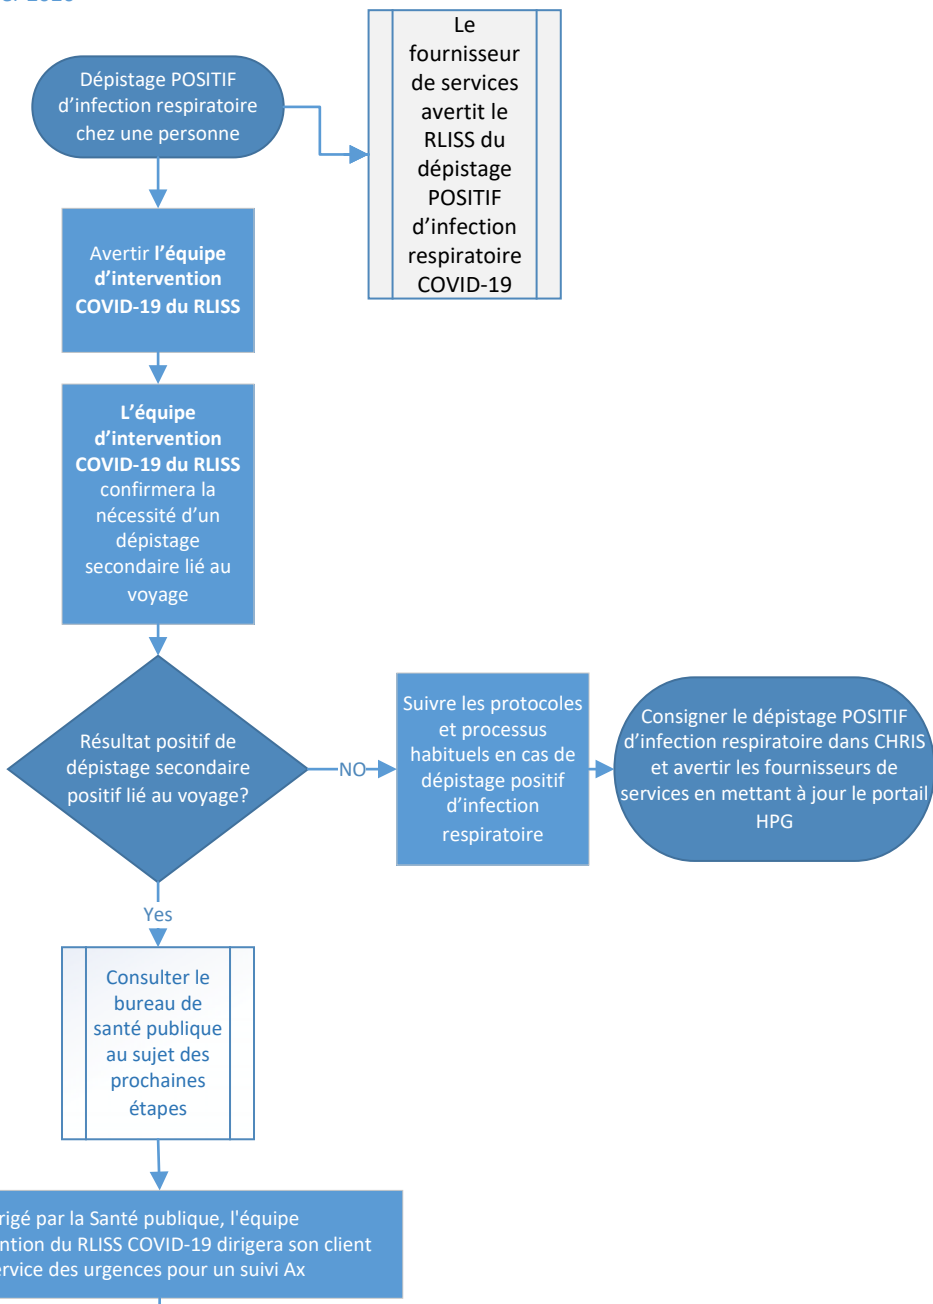 2020
Dépistage POSITIF
d’infection respiratoire
chez une personne
Le
fournisseur
de services
avertit le
RLISS du
dépistage
POSITIF
d’infection
respiratoire
COVID-19
Avertir l’équipe
d’intervention
COVID-19 du RLISS
L’équipe
d’intervention
COVID-19 du RLISS
confirmera la
nécessité d’un
dépistage
secondaire lié au
voyage
Résultat positif de
dépistage secondaire
positif lié au voyage?
NO
Suivre les protocoles
et processus
habituels en cas de
dépistage positif
d’infection
respiratoire
Consigner le dépistage POSITIF
d’infection respiratoire dans CHRIS
et avertir les fournisseurs de
services en mettant à jour le portail
HPG
Yes
Consulter le
bureau de
santé publique
au sujet des
prochaines
étapes
rigé par la Santé publique, l'équipe
ntion du RLISS COVID-19 dirigera son client
ervice des urgences pour un suivi Ax